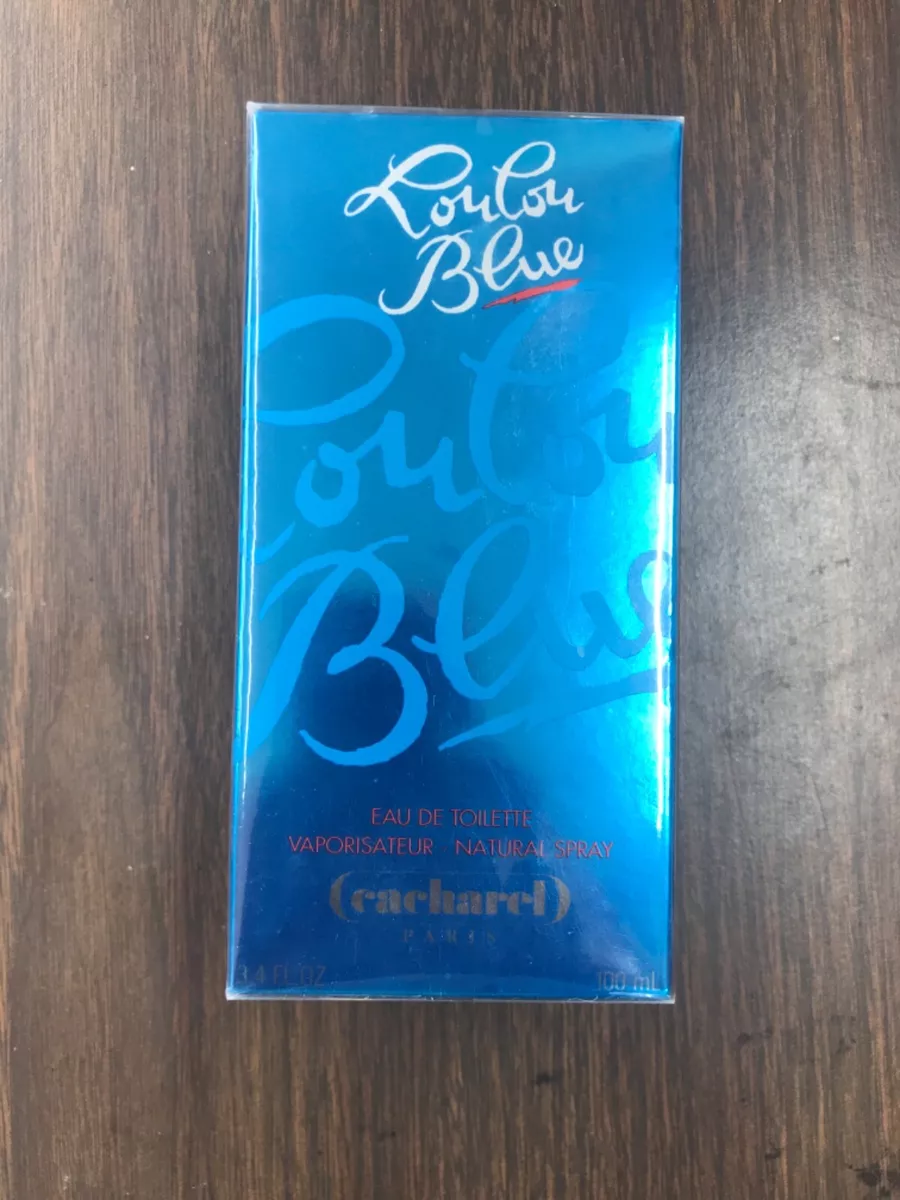 Loulou
Blue
Loulou
Blue
EAU DE TOILETTE
VAPORISATEUR · NATURAL SPRAY
(cacharel)
PARIS
3.4 FL OZ 100 mL